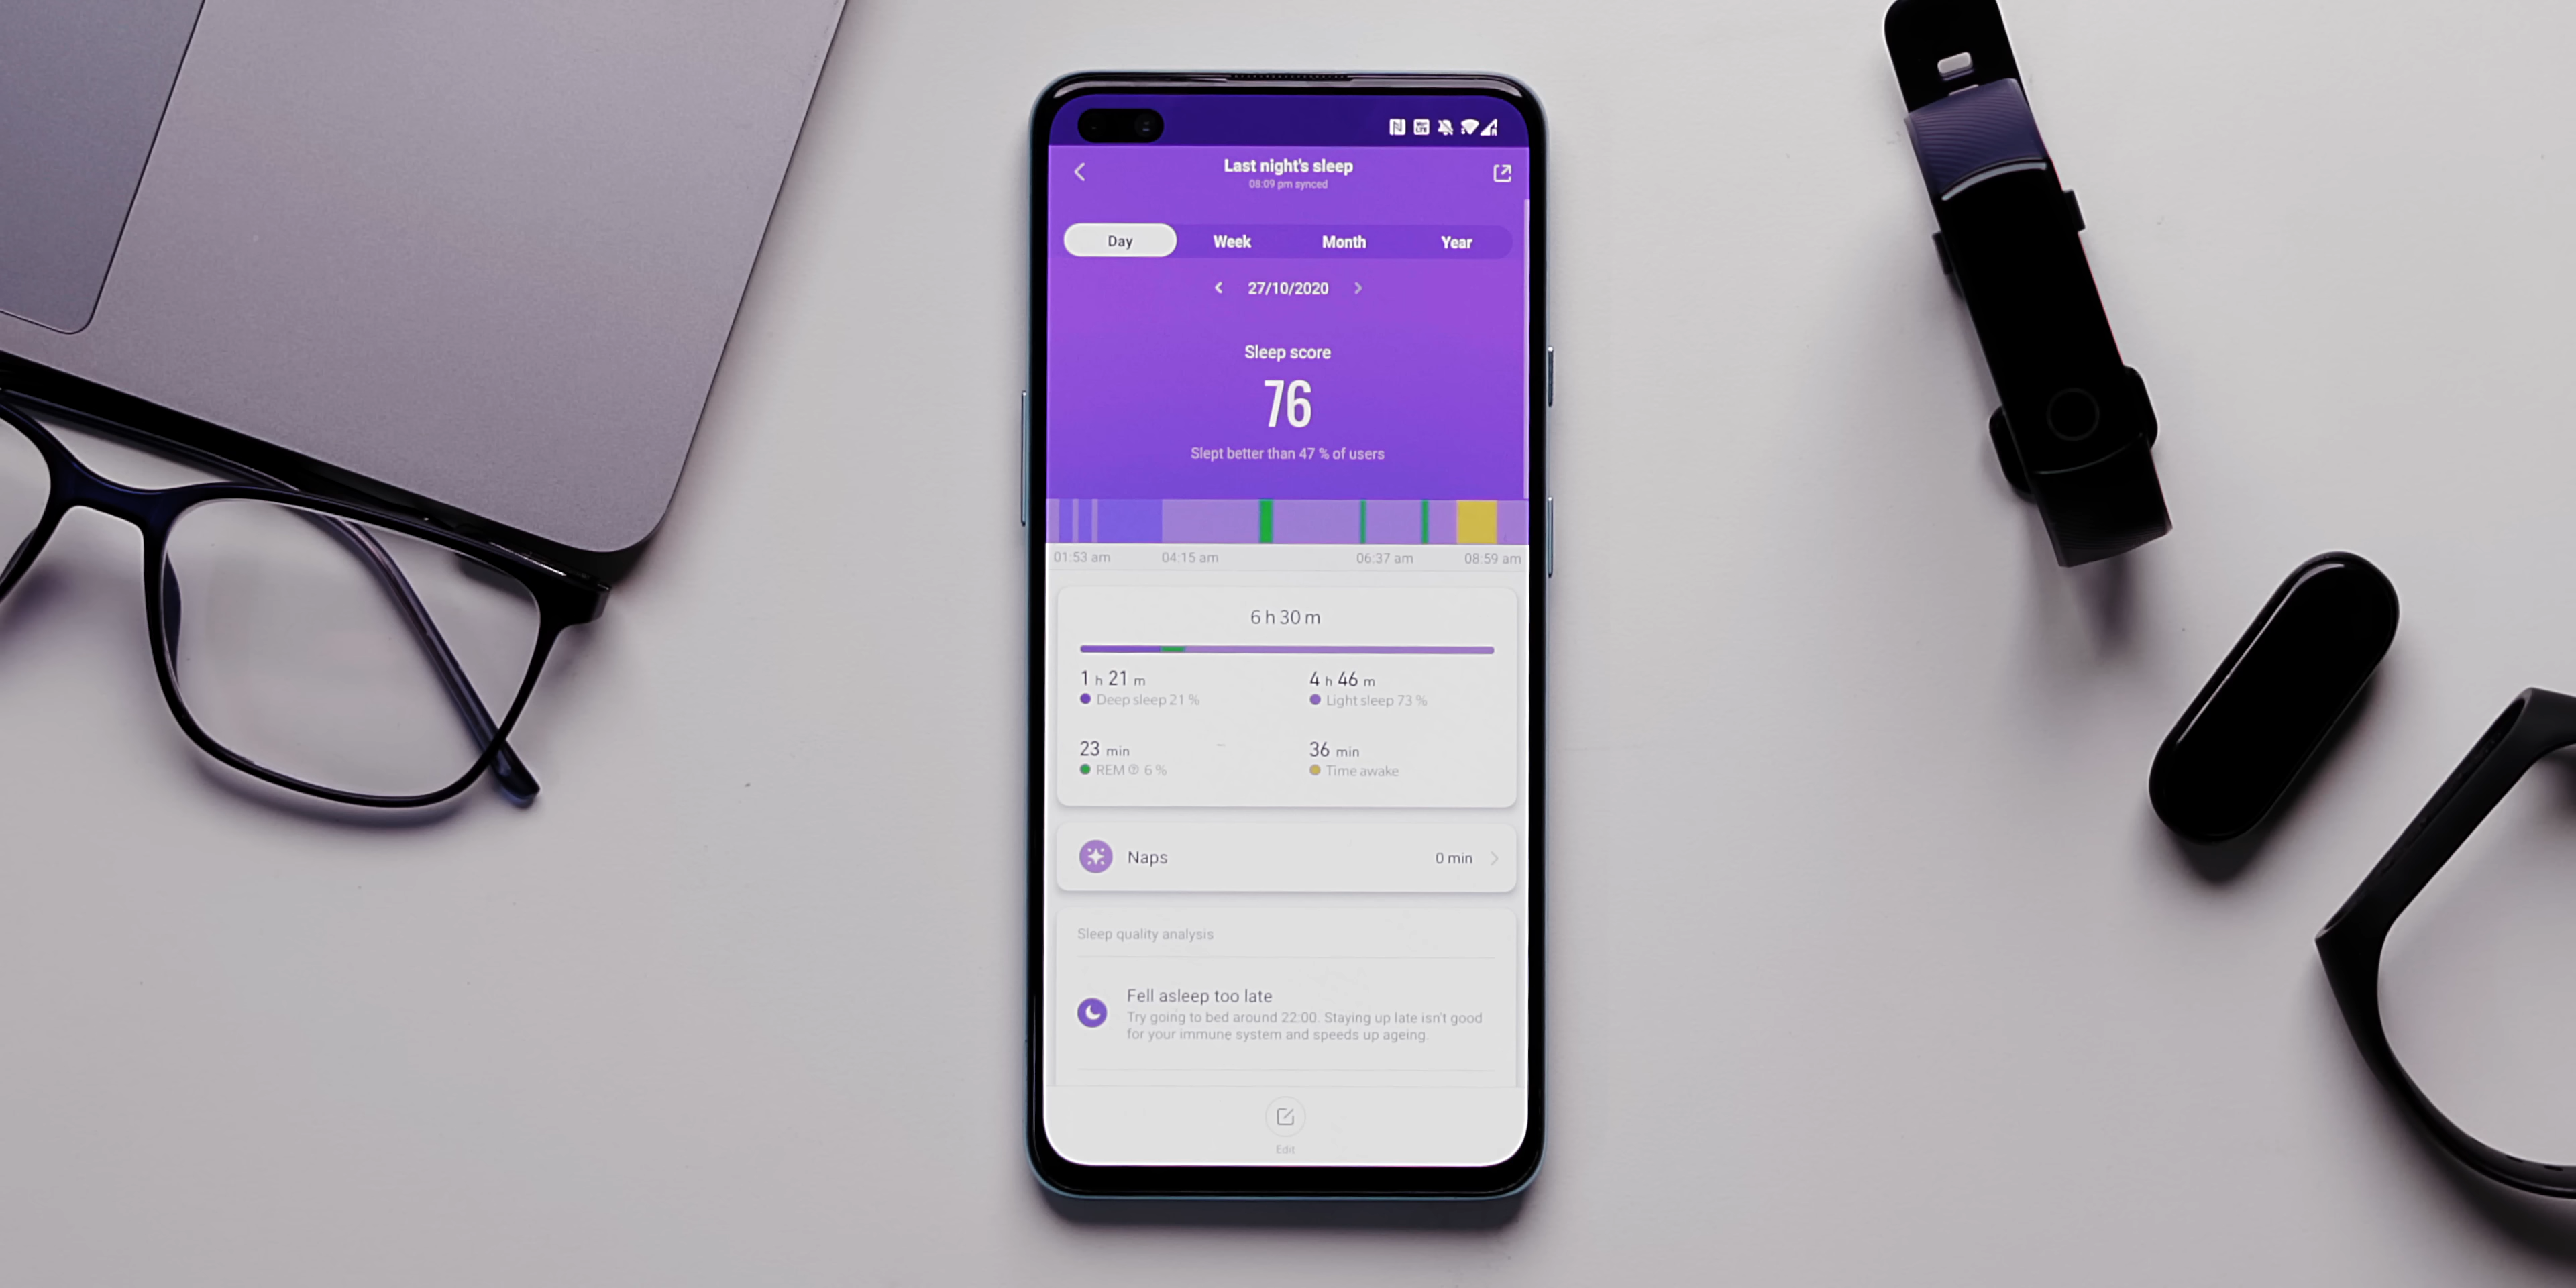 Last night's sleep
08:09 pm synced
Day Week Month Year
27/10/2020
Sleep score
76
Slept better than 47 % of users
01:53 am 04:15 am 06:37 am 08:59 am
6 h 30 m
1 h 21 m 4 h 46 m
Deep sleep 21 % Light sleep 73 %
23 min 36 min
REM 6 % Time awake
Naps 0 min
Sleep quality analysis
Fell asleep too late
Try going to bed around 22:00. Staying up late isn't good
for your immune system and speeds up ageing.
Edit